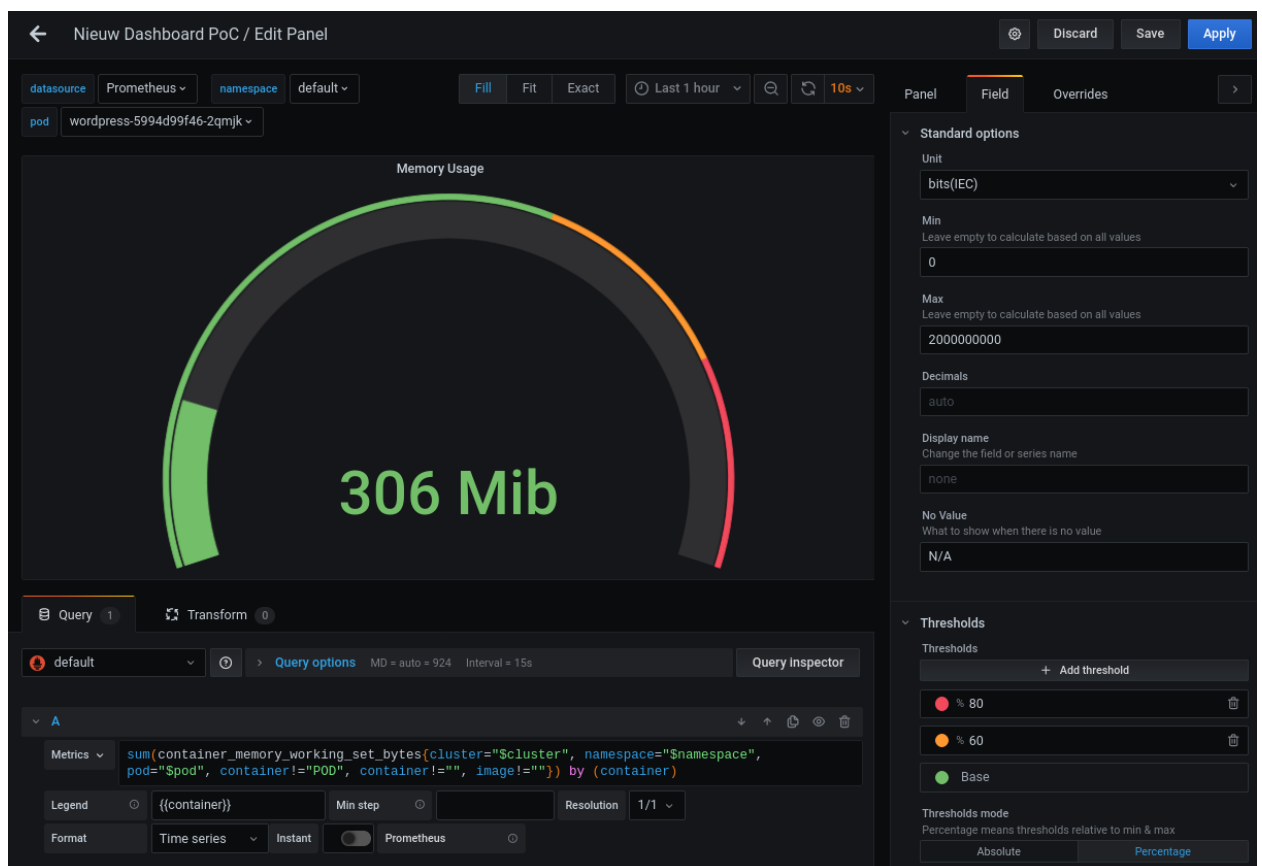 Nieuw Dashboard PoC / Edit Panel
Discard Save Apply
datasource Prometheus namespace default
Fill Fit Exact Last 1 hour 10s
pod wordpress-5994d99f46-2qmjk
Memory Usage
306 Mib
Query 1 Transform 0
default Query options MD = auto = 924 Interval = 15s Query inspector
A
Metrics sum(container_memory_working_set_bytes{cluster="$cluster", namespace="$namespace",
pod="$pod", container!="POD", container!="", image!=""}) by (container)
Legend {{container}} Min step Resolution 1/1
Format Time series Instant Prometheus
Panel Field Overrides
Standard options
Unit
bits(IEC)
Min
Leave empty to calculate based on all values
0
Max
Leave empty to calculate based on all values
2000000000
Decimals
auto
Display name
Change the field or series name
none
No Value
What to show when there is no value
N/A
Thresholds
Thresholds
+ Add threshold
% 80
% 60
Base
Thresholds mode
Percentage means thresholds relative to min & max
Absolute Percentage